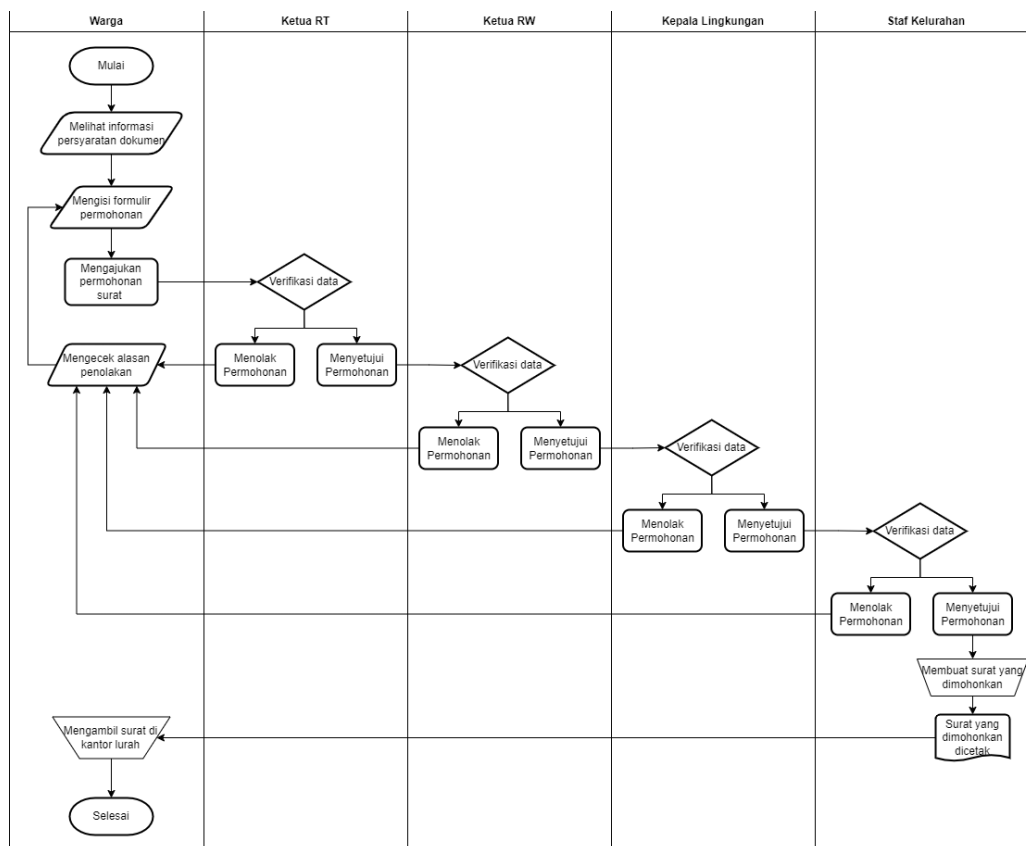 Warga
Ketua RT
Ketua RW
Kepala Lingkungan
Staf Kelurahan
Mulai
Melihat informasi
persyaratan dokumen
Mengisi formulir
permohonan
Mengajukan
permohonan
surat
Verifikasi data
Mengecek alasan
penolakan
Menolak
Permohonan
Menyetujui
Permohonan
Verifikasi data
Menolak
Permohonan
Menyetujui
Permohonan
Verifikasi data
Menolak
Permohonan
Menyetujui
Permohonan
Verifikasi data
Menolak
Permohonan
Menyetujui
Permohonan
Membuat surat yang
dimohonkan
Surat yang
dimohonkan
dicetak
Mengambil surat di
kantor lurah
Selesai